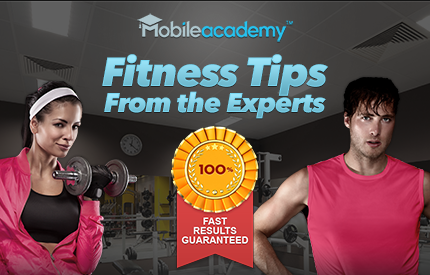 Mobileacademy™
Fitness Tips
From the Experts
100%
FAST
RESULTS
GUARANTEED